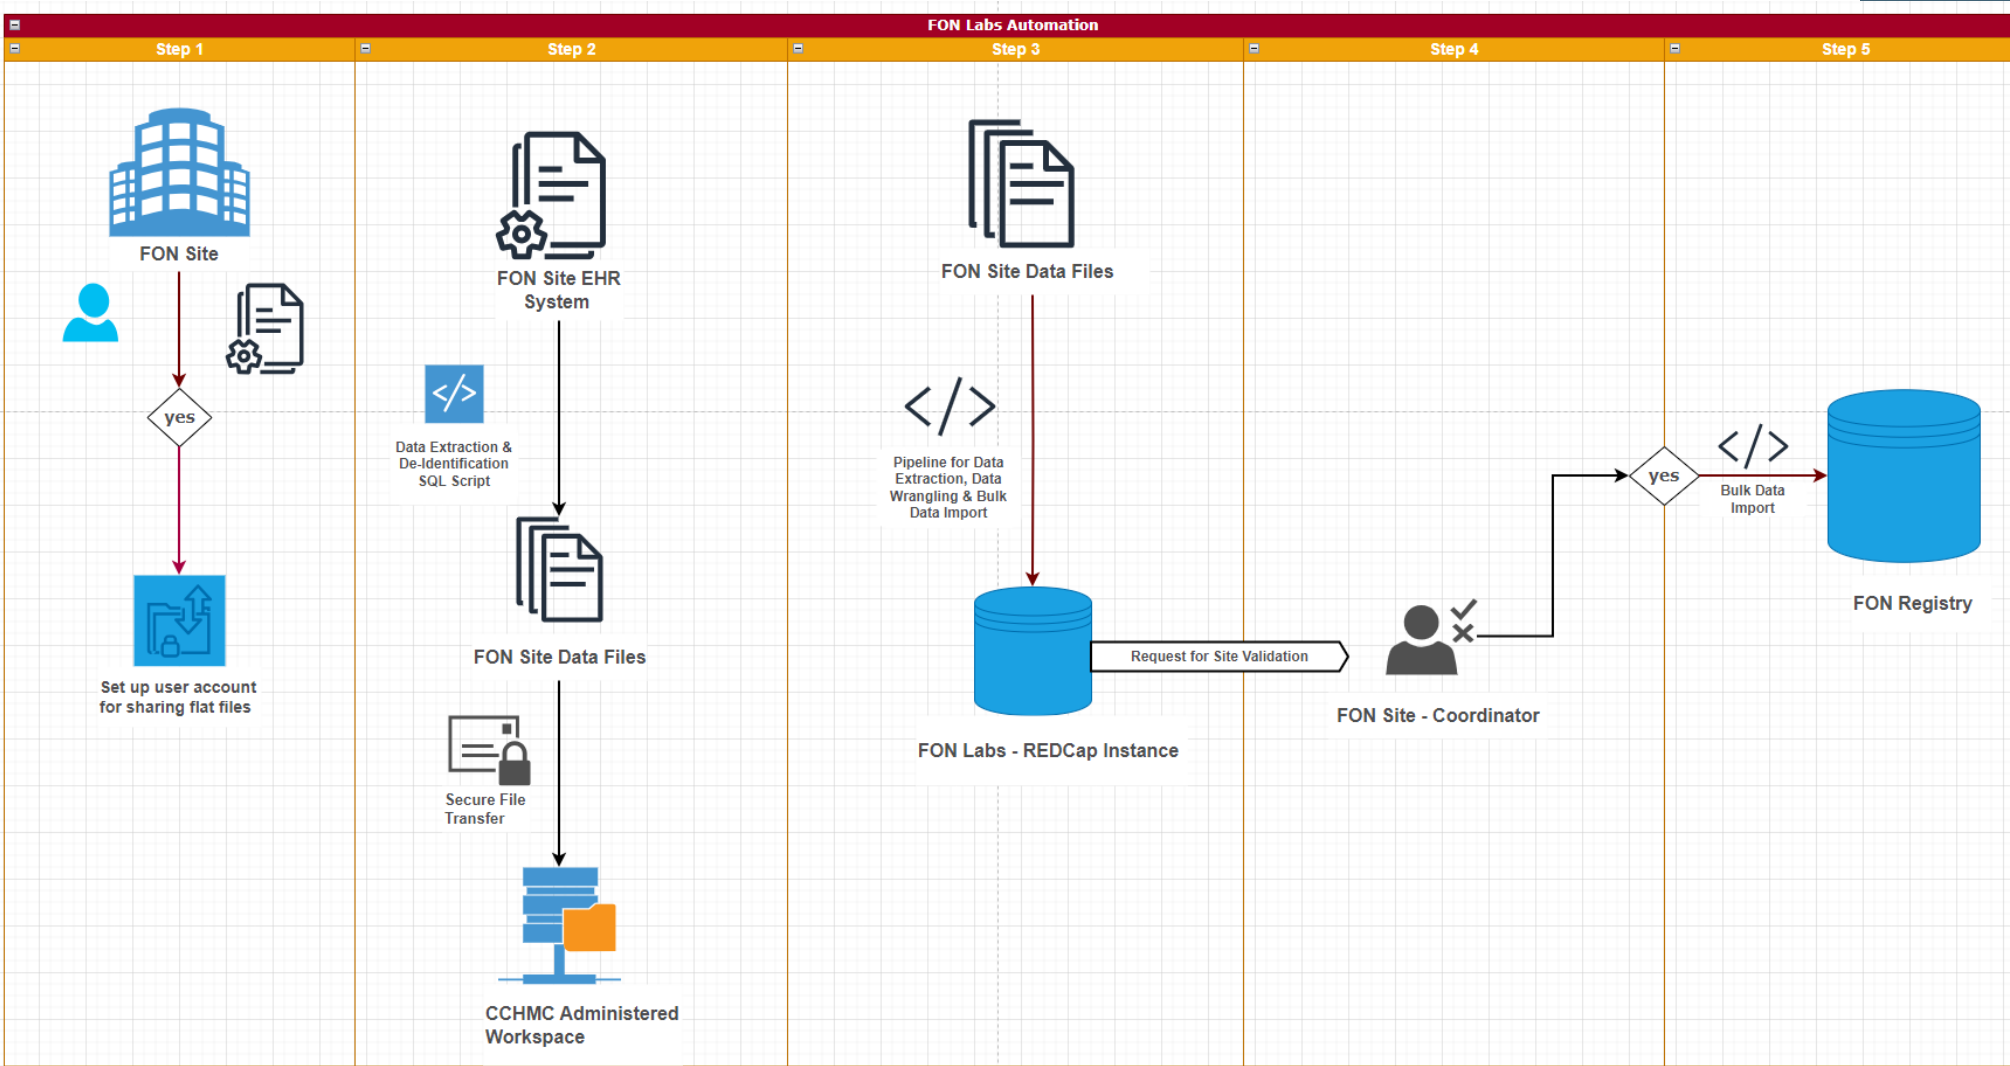 FON Labs Automation
Step 1
Step 2
Step 3
Step 4
Step 5
FON Site
yes
Set up user account
for sharing flat files
FON Site EHR
System
Data Extraction &
De-Identification
SQL Script
FON Site Data Files
Secure File
Transfer
CCHMC Administered
Workspace
FON Site Data Files
Pipeline for Data
Extraction, Data
Wrangling & Bulk
Data Import
FON Labs - REDCap Instance
Request for Site Validation
FON Site - Coordinator
yes
Bulk Data
Import
FON Registry